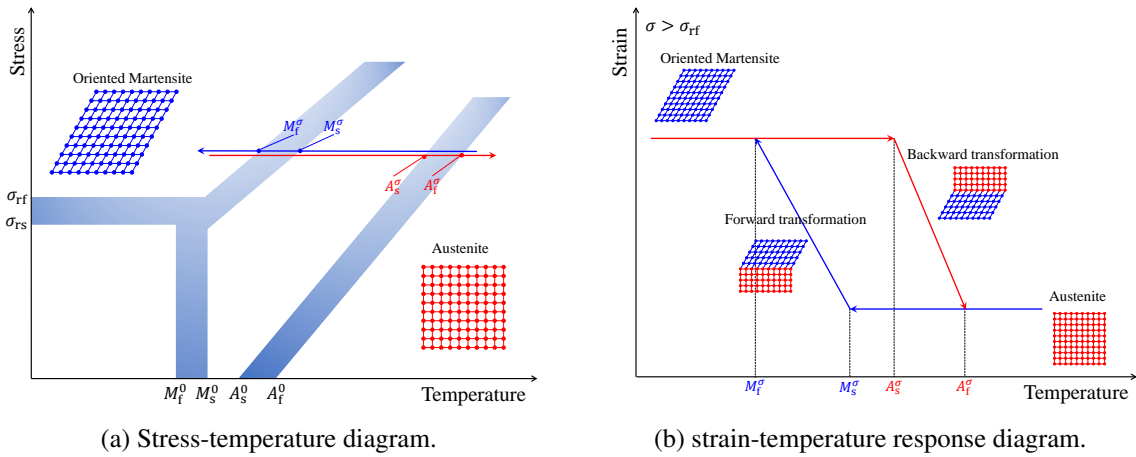 Stress
Oriented Martensite
M_f^σ
M_s^σ
A_s^σ
A_f^σ
σ_rf
σ_rs
Austenite
M_f^0
M_s^0
A_s^0
A_f^0
Temperature
(a) Stress-temperature diagram.
Strain
σ > σ_rf
Oriented Martensite
Backward transformation
Forward transformation
Austenite
M_f^σ
M_s^σ
A_s^σ
A_f^σ
Temperature
(b) strain-temperature response diagram.